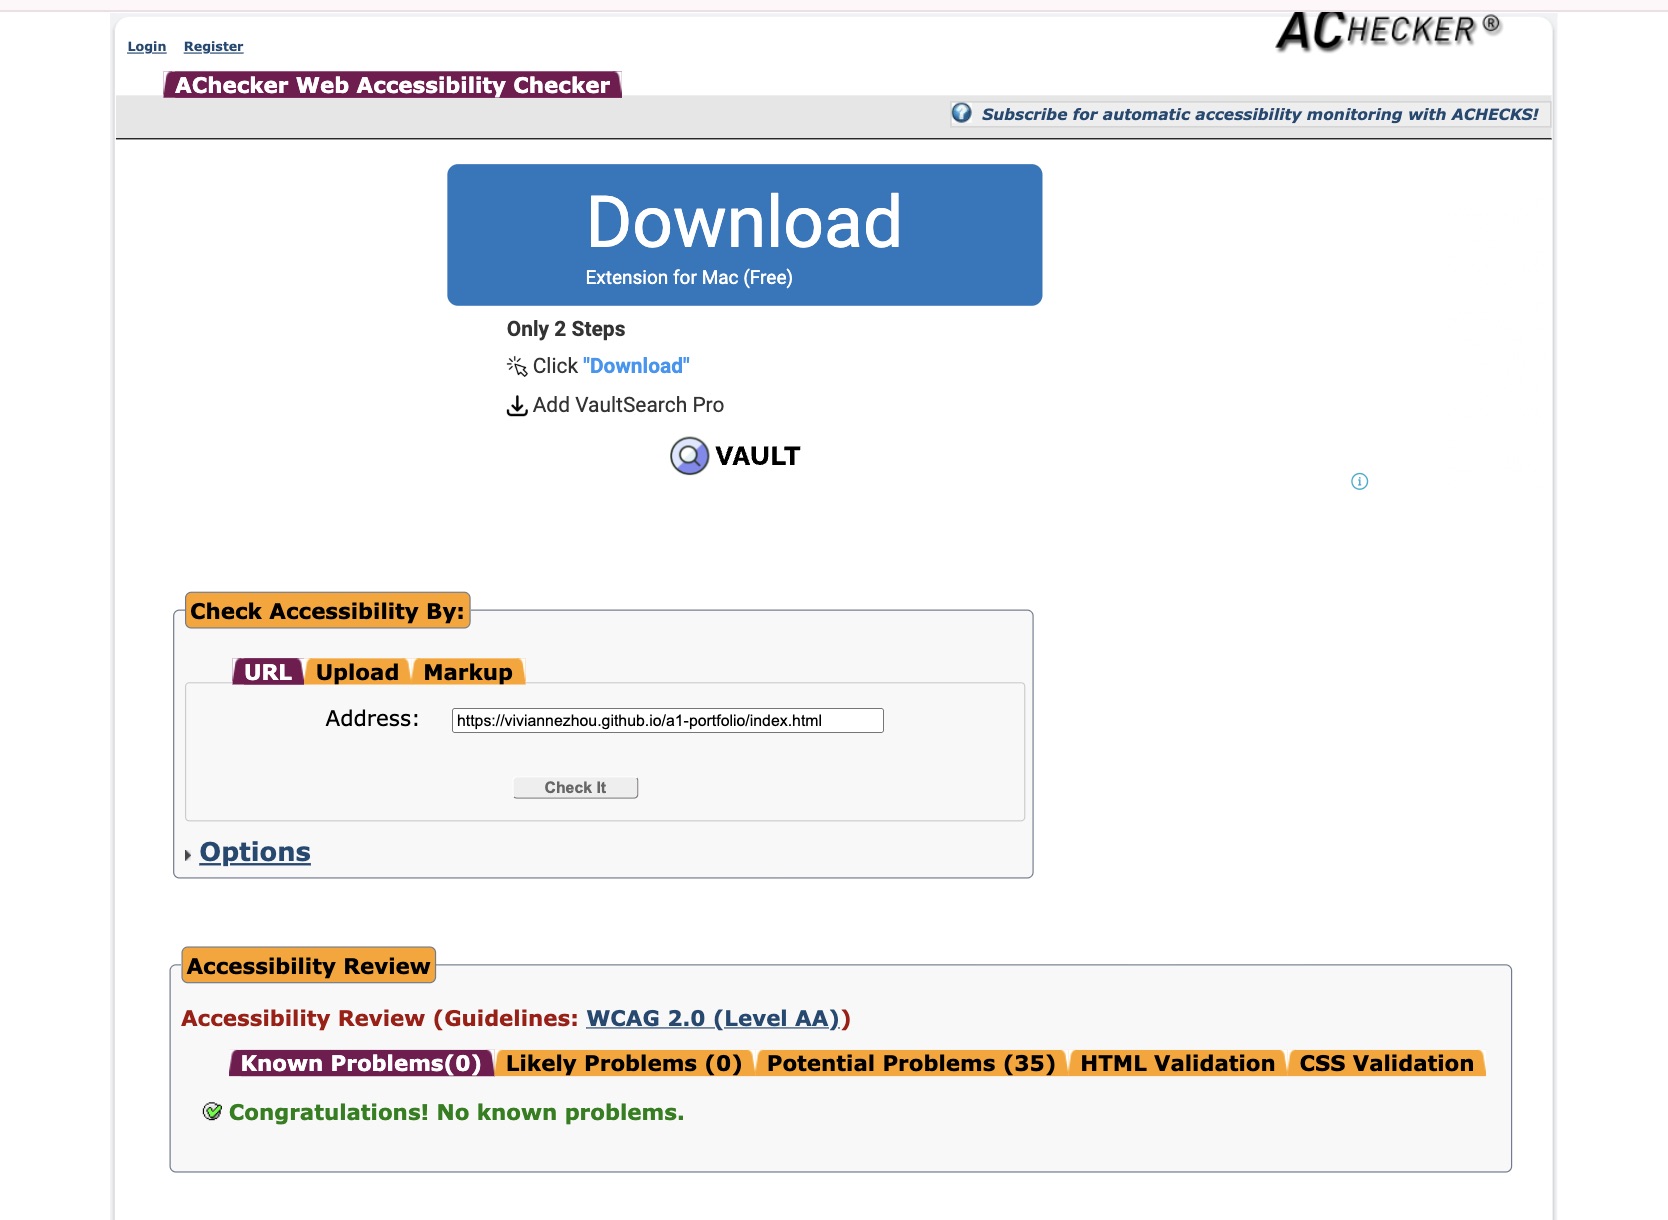 ACHECKER ®
Login Register
AChecker Web Accessibility Checker
Subscribe for automatic accessibility monitoring with ACHECKS!
Download
Extension for Mac (Free)
Only 2 Steps
Click "Download"
Add VaultSearch Pro
VAULT
Check Accessibility By:
URL Upload Markup
Address: https://viviannezhou.github.io/a1-portfolio/index.html
Check It
Options
Accessibility Review
Accessibility Review (Guidelines: WCAG 2.0 (Level AA))
Known Problems(0) Likely Problems (0) Potential Problems (35) HTML Validation CSS Validation
Congratulations! No known problems.